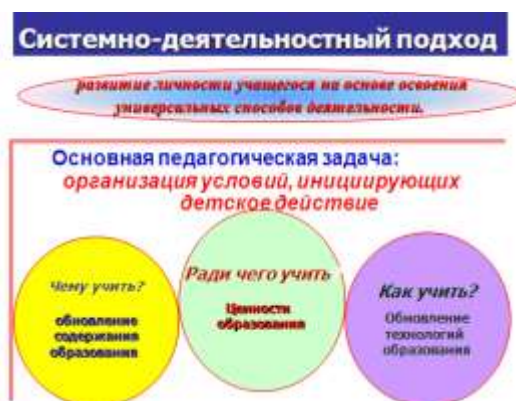 Системно-деятельностный подход
развитие личности учащегося на основе освоения
универсальных способов деятельности.
Основная педагогическая задача:
организация условий, инициирующих
детское действие
Чему учить?
обновление
содержания
образования
Ради чего учить
Ценности
образования
Как учить?
Обновление
технологий
образования